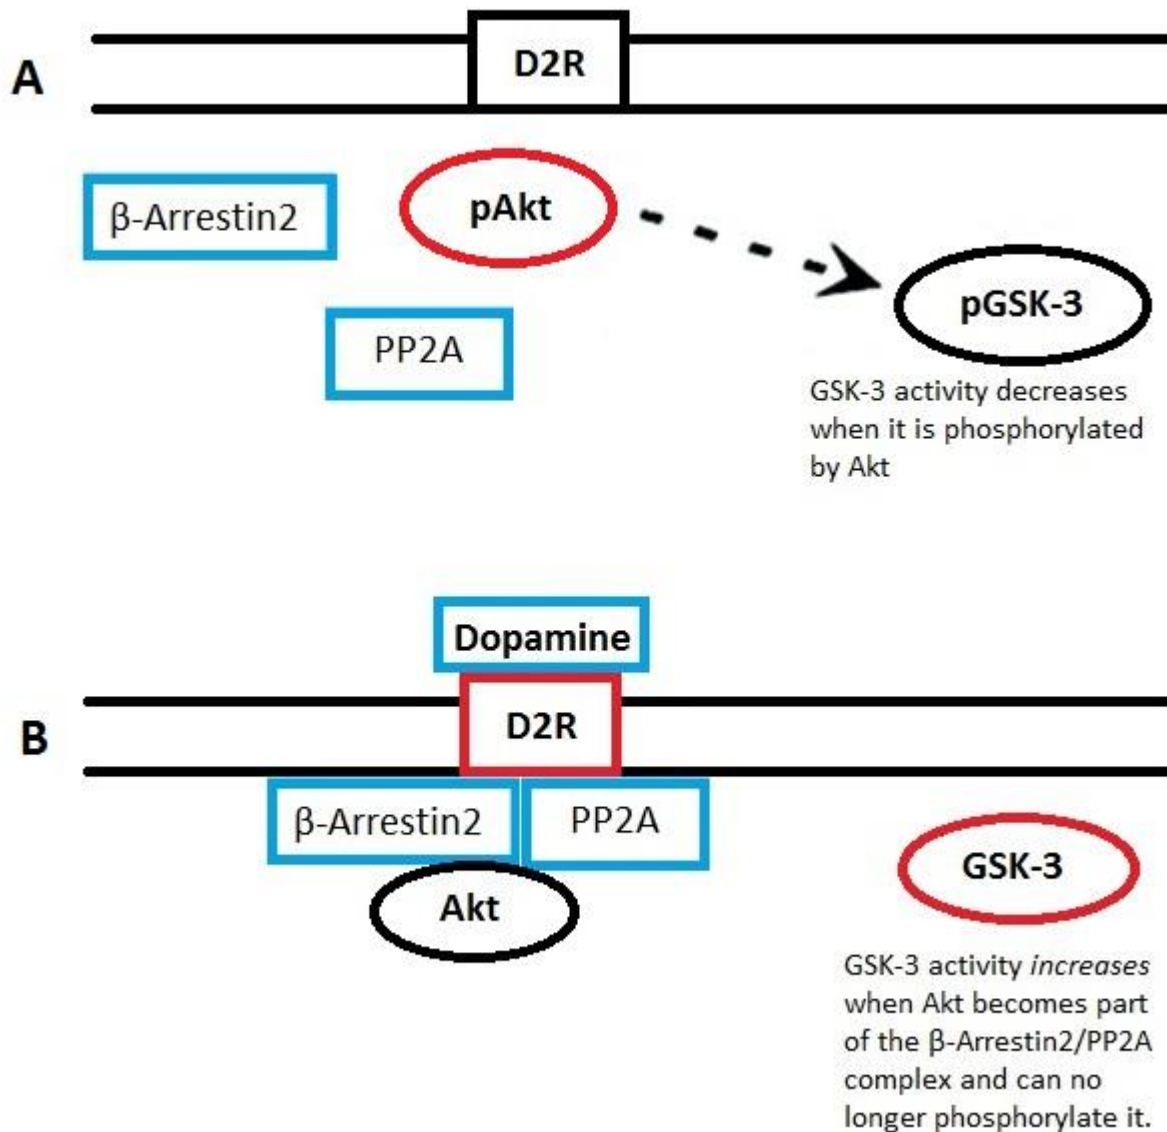 A
D2R
β-Arrestin2
pAkt
pGSK-3
PP2A
GSK-3 activity decreases
when it is phosphorylated
by Akt
Dopamine
B
D2R
β-Arrestin2
PP2A
Akt
GSK-3
GSK-3 activity increases
when Akt becomes part
of the β-Arrestin2/PP2A
complex and can no
longer phosphorylate it.